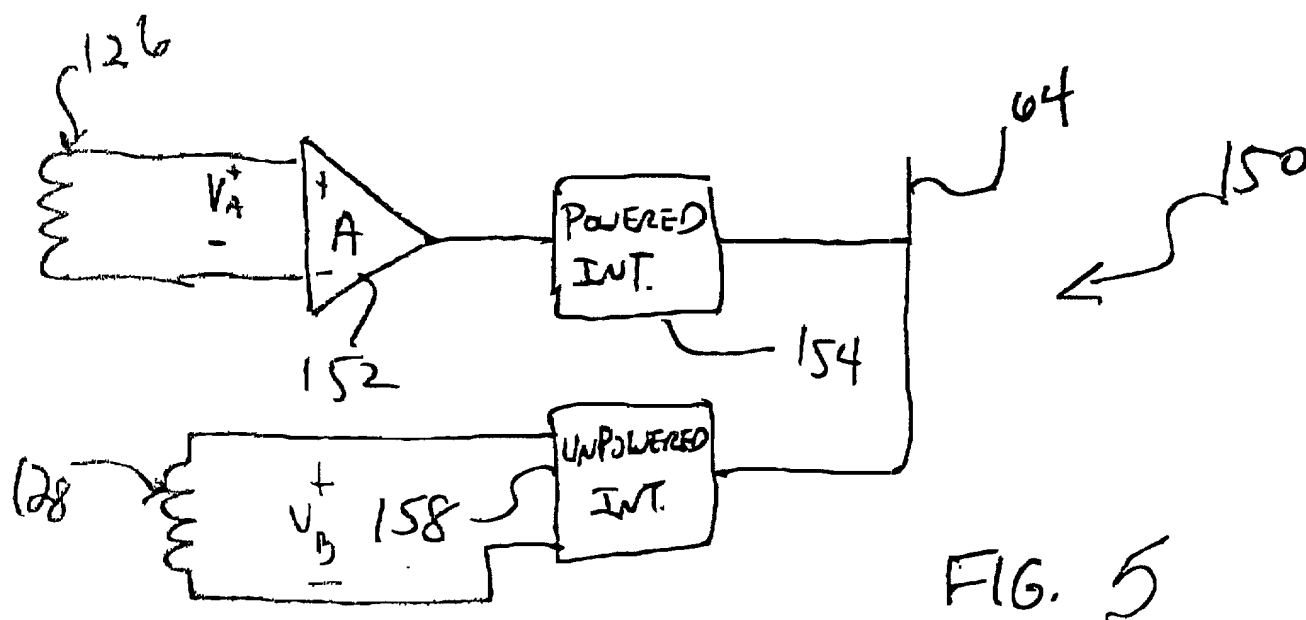 126
64
150
+
V_A
-
+
A
-
POWERED
INT.
152
154
128
+
V_B
-
158
UNPOWERED
INT.
FIG. 5